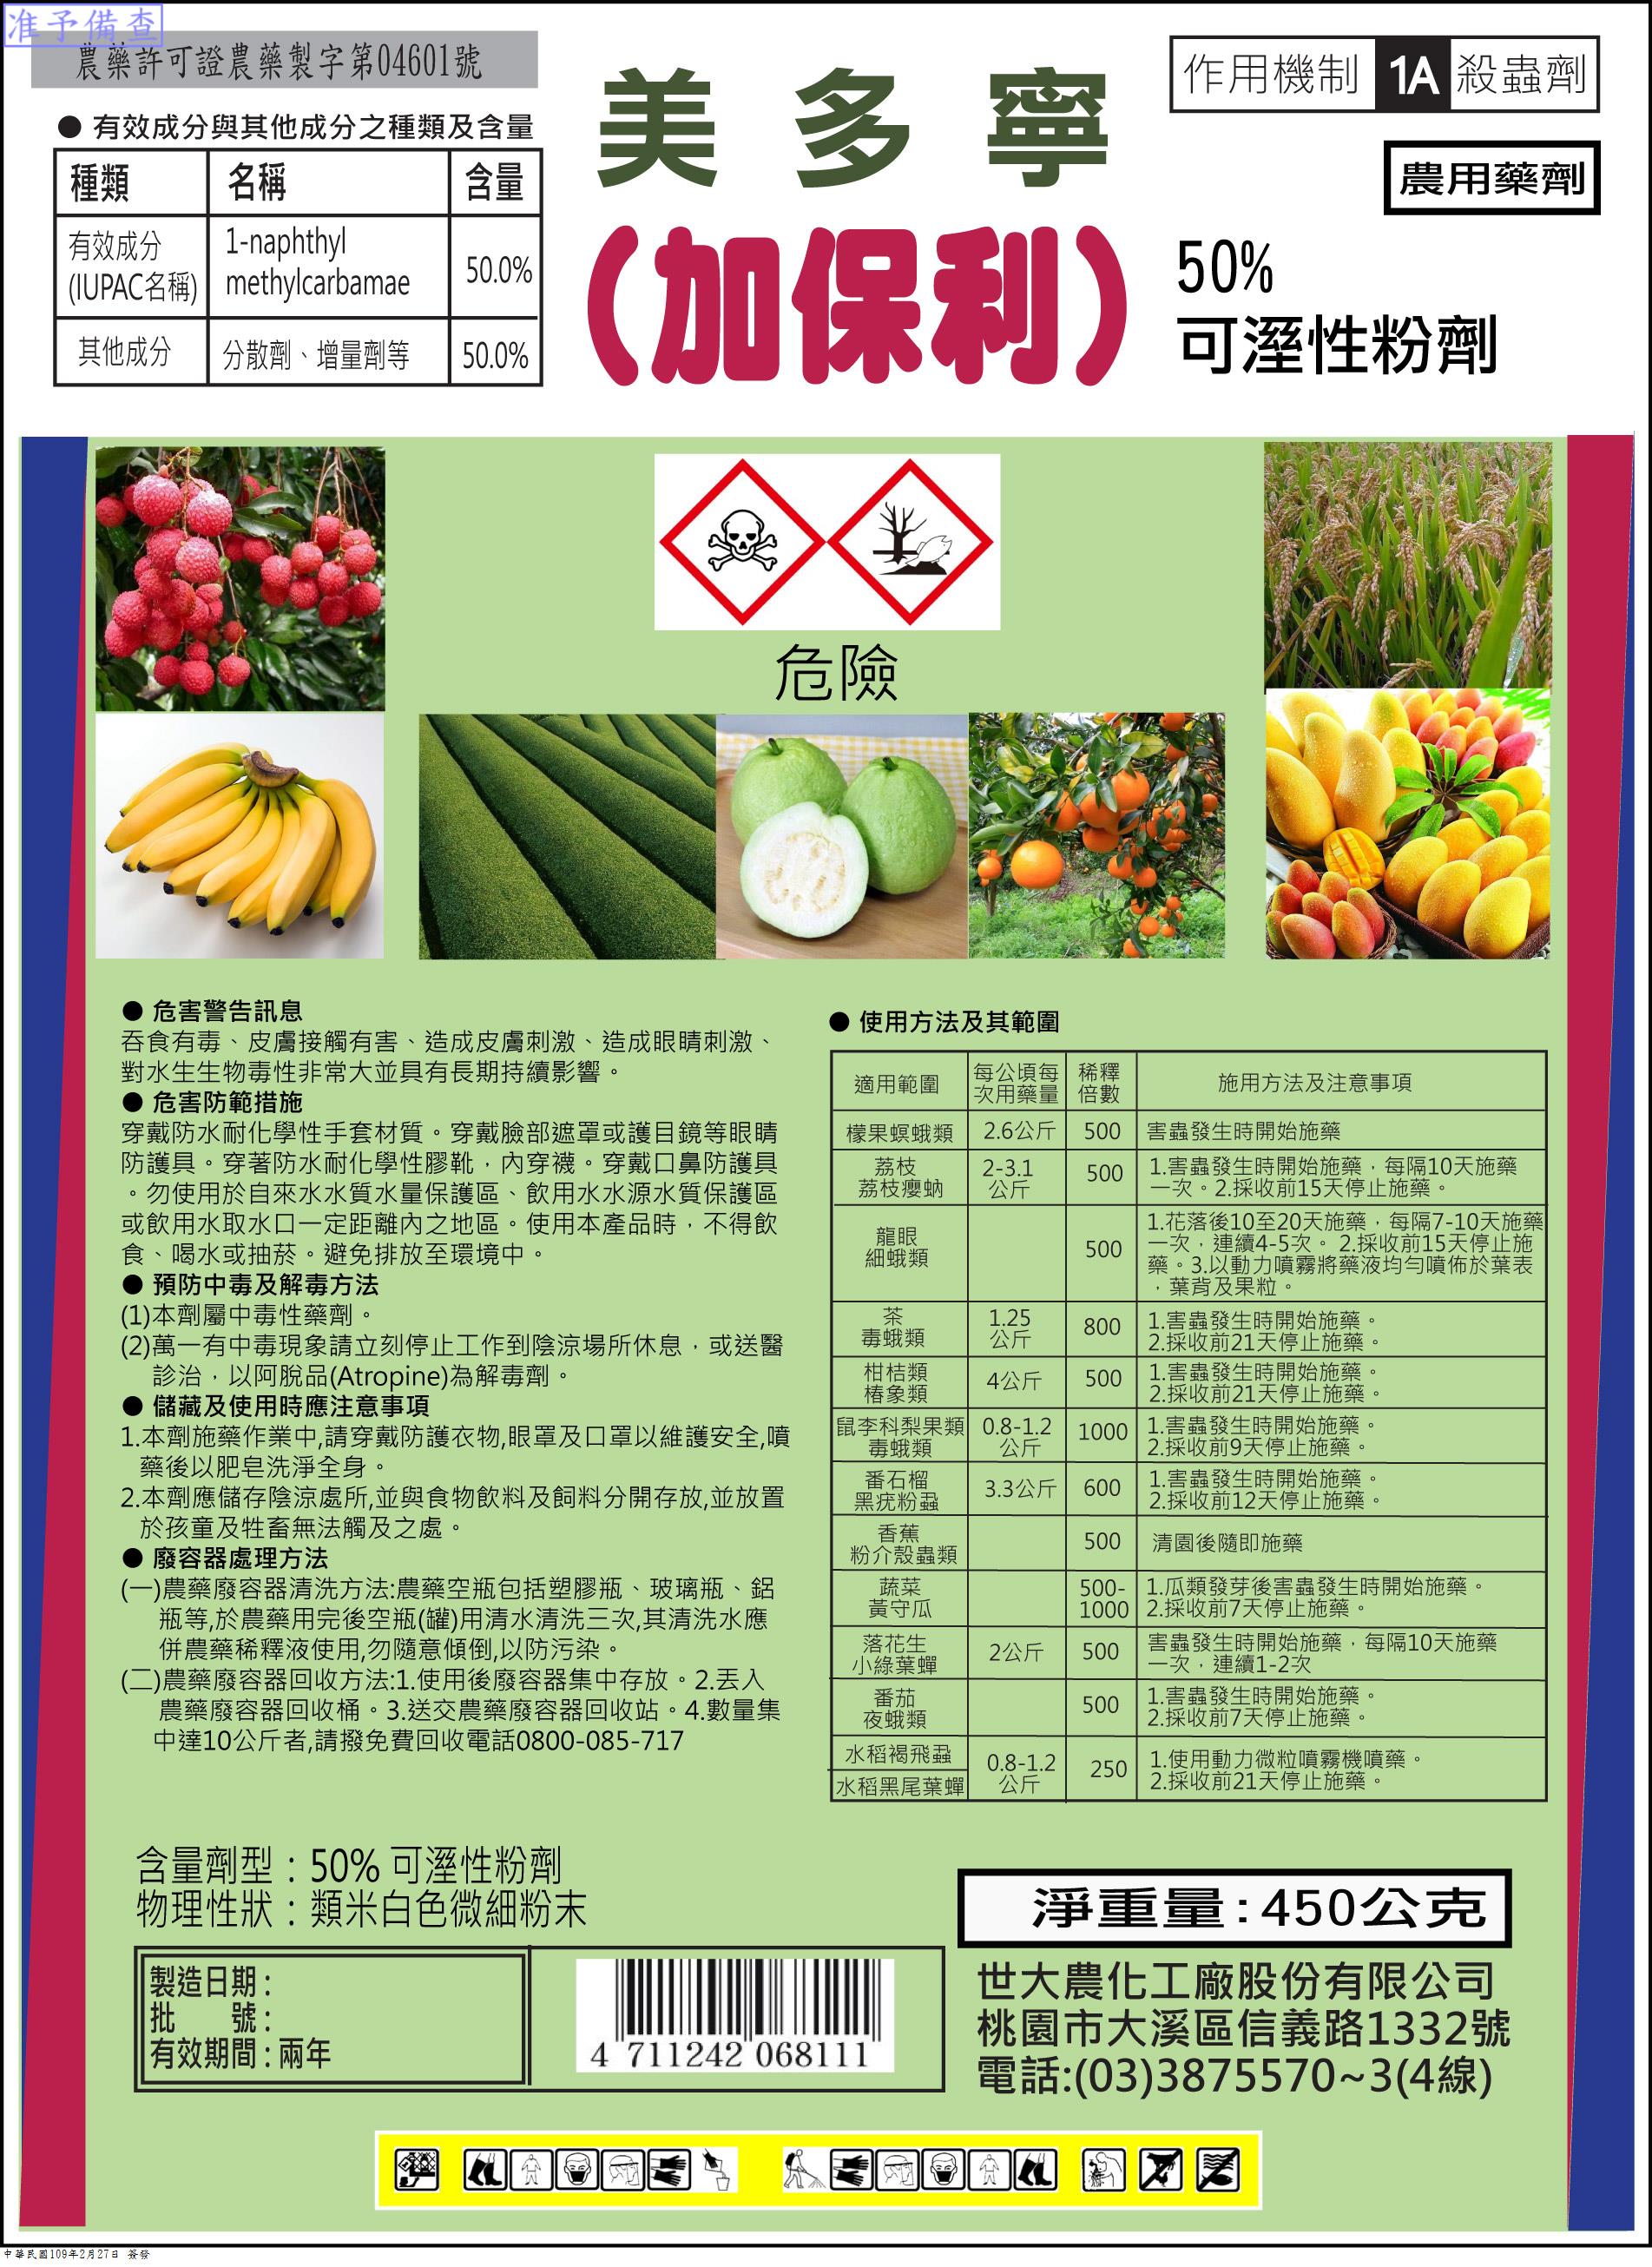 准予備查
農藥許可證農藥製字第04601號
● 有效成分與其他成分之種類及含量
種類 名稱 含量
有效成分
(IUPAC名稱)
1-naphthyl
methylcarbamae
50.0%
其他成分 分散劑、增量劑等 50.0%
美多寧
(加保利)
作用機制 1A 殺蟲劑
農用藥劑
50%
可溼性粉劑
危險
● 危害警告訊息
吞食有毒、皮膚接觸有害、造成皮膚刺激、造成眼睛刺激、
對水生生物毒性非常大並具有長期持續影響。
● 危害防範措施
穿戴防水耐化學性手套材質。穿戴臉部遮罩或護目鏡等眼睛
防護具。穿著防水耐化學性膠靴，內穿襪。穿戴口鼻防護具
。勿使用於自來水水質水量保護區、飲用水水源水質保護區
或飲用水取水口一定距離內之地區。使用本產品時，不得飲
食、喝水或抽菸。避免排放至環境中。
● 預防中毒及解毒方法
(1)本劑屬中毒性藥劑。
(2)萬一有中毒現象請立刻停止工作到陰涼場所休息，或送醫
診治，以阿脫品(Atropine)為解毒劑。
● 儲藏及使用時應注意事項
1.本劑施藥作業中,請穿戴防護衣物,眼罩及口罩以維護安全,噴
藥後以肥皂洗淨全身。
2.本劑應儲存陰涼處所,並與食物飲料及飼料分開存放,並放置
於孩童及牲畜無法觸及之處。
● 廢容器處理方法
(一)農藥廢容器清洗方法:農藥空瓶包括塑膠瓶、玻璃瓶、鋁
瓶等,於農藥用完後空瓶(罐)用清水清洗三次,其清洗水應
併農藥稀釋液使用,勿隨意傾倒,以防污染。
(二)農藥廢容器回收方法:1.使用後廢容器集中存放。2.丟入
農藥廢容器回收桶。3.送交農藥廢容器回收站。4.數量集
中達10公斤者,請撥免費回收電話0800-085-717
● 使用方法及其範圍
適用範圍
每公頃每
次用藥量
稀釋
倍數
施用方法及注意事項
檬果螟蛾類 2.6公斤 500 害蟲發生時開始施藥
荔枝
荔枝癭蚋
2-3.1
公斤
500
1.害蟲發生時開始施藥，每隔10天施藥
一次。2.採收前15天停止施藥。
龍眼
細蛾類
500
1.花落後10至20天施藥，每隔7-10天施藥
一次，連續4-5次。 2.採收前15天停止施
藥。3.以動力噴霧將藥液均勻噴佈於葉表
，葉背及果粒。
茶
毒蛾類
1.25
公斤
800
1.害蟲發生時開始施藥。
2.採收前21天停止施藥。
柑桔類
椿象類
4公斤 500
1.害蟲發生時開始施藥。
2.採收前21天停止施藥。
鼠李科梨果類
毒蛾類
0.8-1.2
公斤
1000
1.害蟲發生時開始施藥。
2.採收前9天停止施藥。
番石榴
黑疣粉蝨
3.3公斤 600
1.害蟲發生時開始施藥。
2.採收前12天停止施藥。
香蕉
粉介殼蟲類
500 清園後隨即施藥
蔬菜
黃守瓜
500-
1000
1.瓜類發芽後害蟲發生時開始施藥。
2.採收前7天停止施藥。
落花生
小綠葉蟬
2公斤 500
害蟲發生時開始施藥，每隔10天施藥
一次，連續1-2次
番茄
夜蛾類
500
1.害蟲發生時開始施藥。
2.採收前7天停止施藥。
水稻褐飛蝨
水稻黑尾葉蟬
0.8-1.2
公斤
250
1.使用動力微粒噴霧機噴藥。
2.採收前21天停止施藥。
含量劑型：50% 可溼性粉劑
物理性狀：類米白色微細粉末
淨重量:450公克
製造日期：
批 號：
有效期間：兩年
4 711242 068111
世大農化工廠股份有限公司
桃園市大溪區信義路1332號
電話:(03)3875570~3(4線)
中華民國109年2月27日 簽發